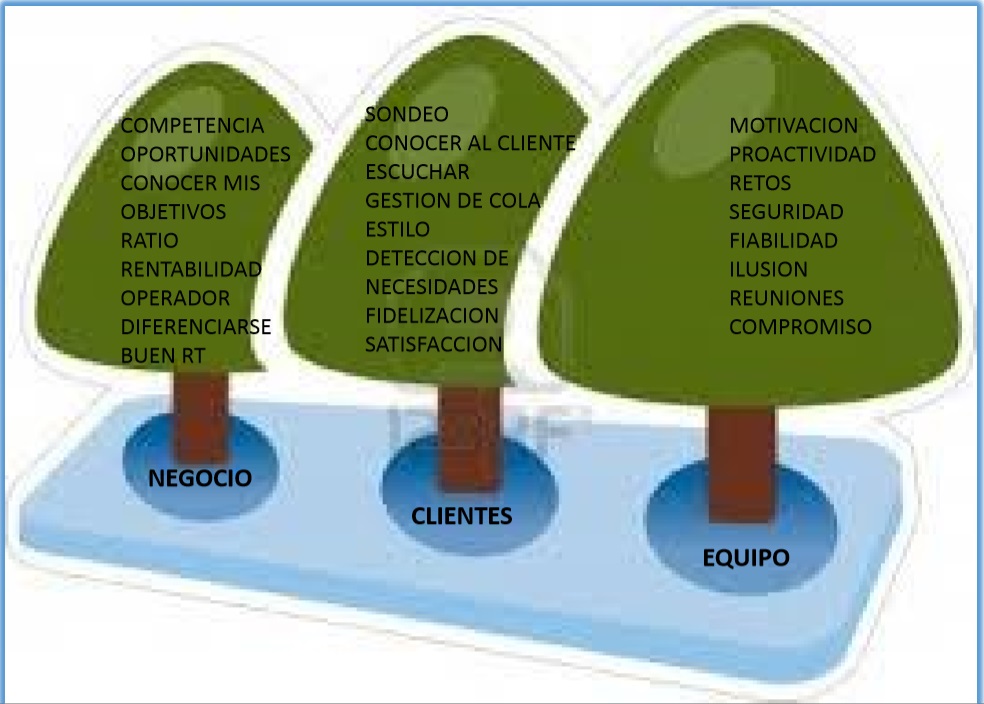 COMPETENCIA
OPORTUNIDADES
CONOCER MIS
OBJETIVOS
RATIO
RENTABILIDAD
OPERADOR
DIFERENCIARSE
BUEN RT
NEGOCIO
SONDEO
CONOCER AL CLIENTE
ESCUCHAR
GESTION DE COLA
ESTILO
DETECCION DE
NECESIDADES
FIDELIZACION
SATISFACCION
CLIENTES
MOTIVACION
PROACTIVIDAD
RETOS
SEGURIDAD
FIABILIDAD
ILUSION
REUNIONES
COMPROMISO
EQUIPO